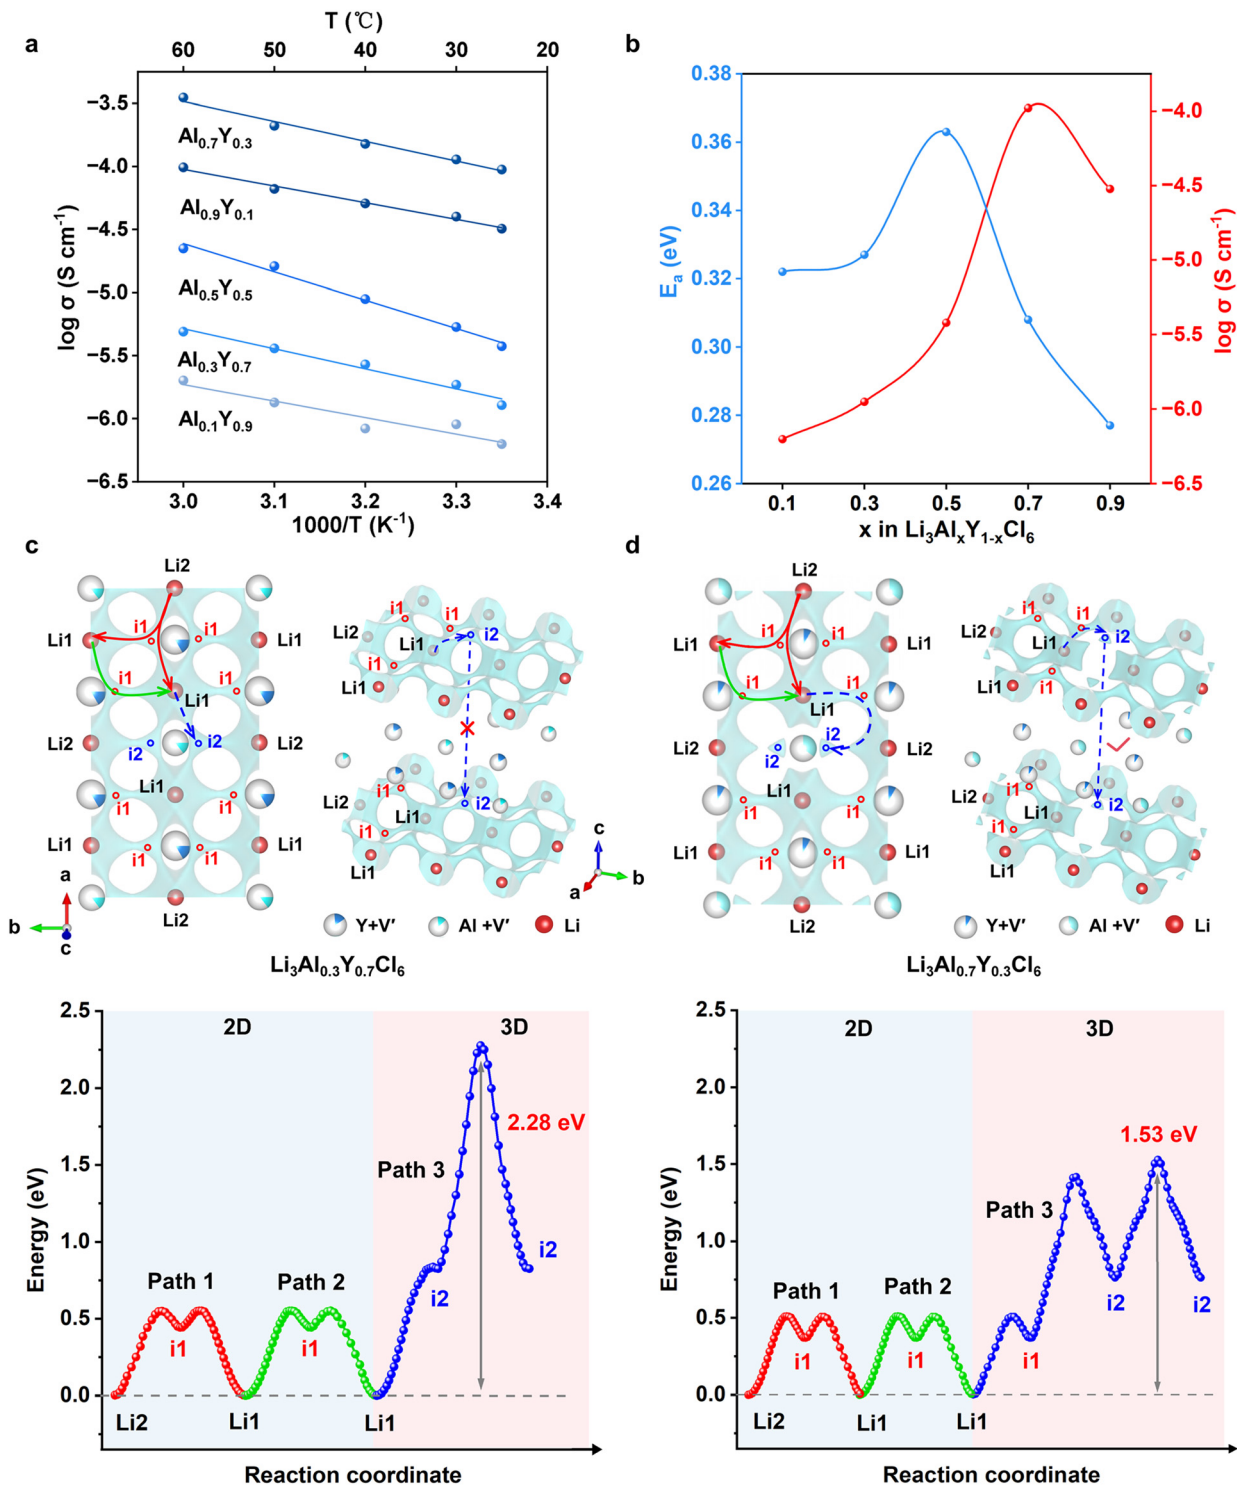 a
T (℃)
60 50 40 30 20
−3.5
−4.0
−4.5
−5.0
−5.5
−6.0
−6.5
log σ (S cm⁻¹)
Al₀.₇Y₀.₃
Al₀.₉Y₀.₁
Al₀.₅Y₀.₅
Al₀.₃Y₀.₇
Al₀.₁Y₀.₉
3.0 3.1 3.2 3.3 3.4
1000/T (K⁻¹)
b
0.38
0.36
0.34
0.32
0.30
0.28
0.26
Eₐ (eV)
−4.0
−4.5
−5.0
−5.5
−6.0
−6.5
log σ (S cm⁻¹)
0.1 0.3 0.5 0.7 0.9
x in Li₃AlₓY₁₋ₓCl₆
c
Li2
Li1 i1 i1 Li1
i1 i1
Li1
Li2 i2 i2 Li2
Li1
i1 i1
Li1 i1 i1 Li1
Li2
a
b
c
i1 i1
Li2 Li1 i2
i1
Li1
i1
Li2 Li1 i2
i1
Li1
c
b
a
Y+V′ Al +V′ Li
Li₃Al₀.₃Y₀.₇Cl₆
d
Li2
Li1 i1 i1 Li1
i1 i1
Li1
Li2 i2 i2 Li2
Li1
i1 i1
Li1 i1 i1 Li1
Li2
i1 i1
Li2 Li1 i2
i1
Li1
i1
Li2 Li1 i2
i1
Li1
Y+V′ Al +V′ Li
Li₃Al₀.₇Y₀.₃Cl₆
2.5
2.0
1.5
1.0
0.5
0.0
Energy (eV)
2D 3D
2.28 eV
Path 3
Path 1 Path 2
i1 i1 i2 i2
Li2 Li1 Li1
Reaction coordinate
2.5
2.0
1.5
1.0
0.5
0.0
Energy (eV)
2D 3D
1.53 eV
Path 3
Path 1 Path 2
i1 i1 i1 i2 i2
Li2 Li1 Li1
Reaction coordinate